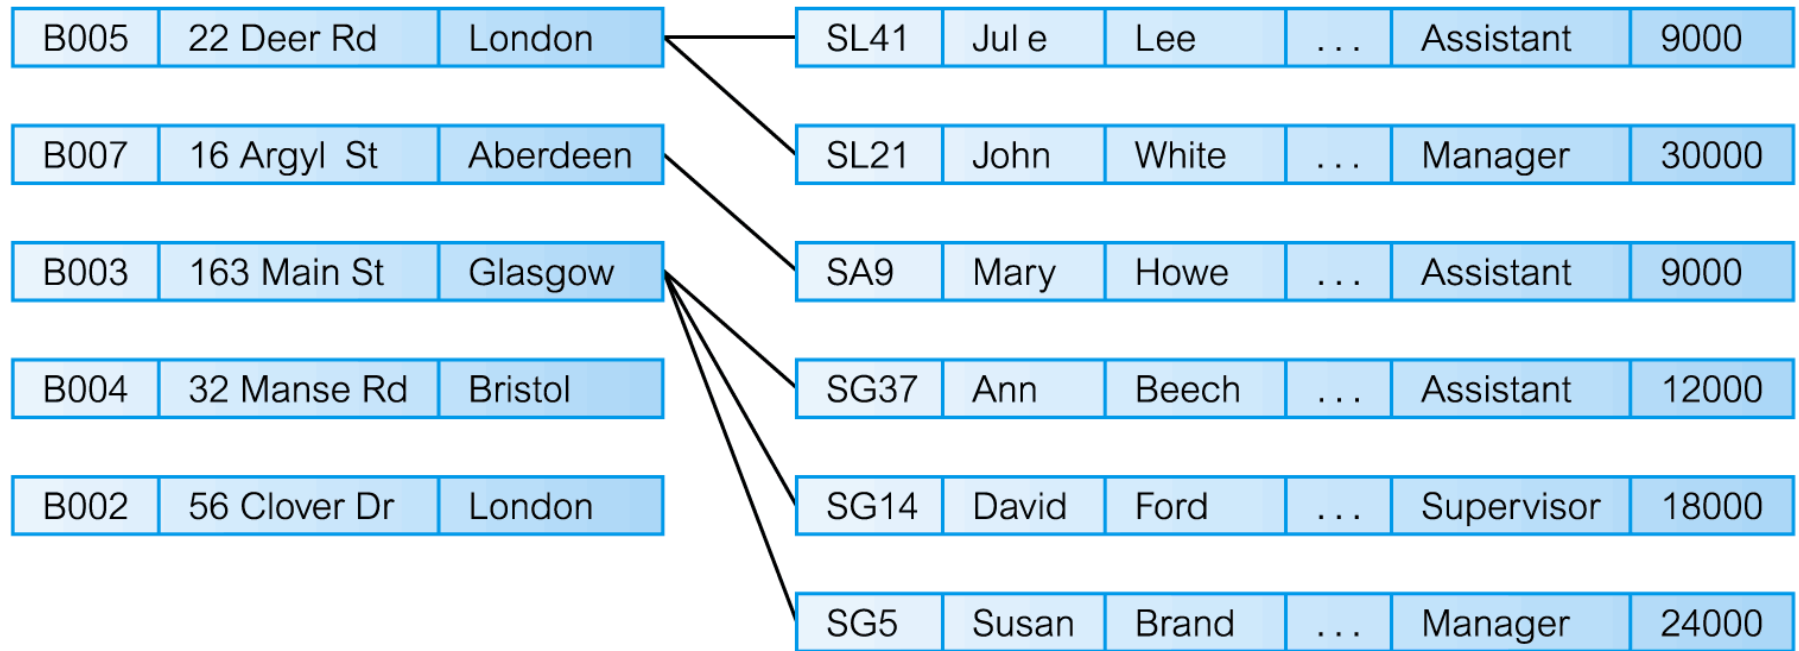 B005 22 Deer Rd London SL41 Jul e Lee ... Assistant 9000
B007 16 Argyl St Aberdeen SL21 John White ... Manager 30000
B003 163 Main St Glasgow SA9 Mary Howe ... Assistant 9000
B004 32 Manse Rd Bristol SG37 Ann Beech ... Assistant 12000
B002 56 Clover Dr London SG14 David Ford ... Supervisor 18000
SG5 Susan Brand ... Manager 24000